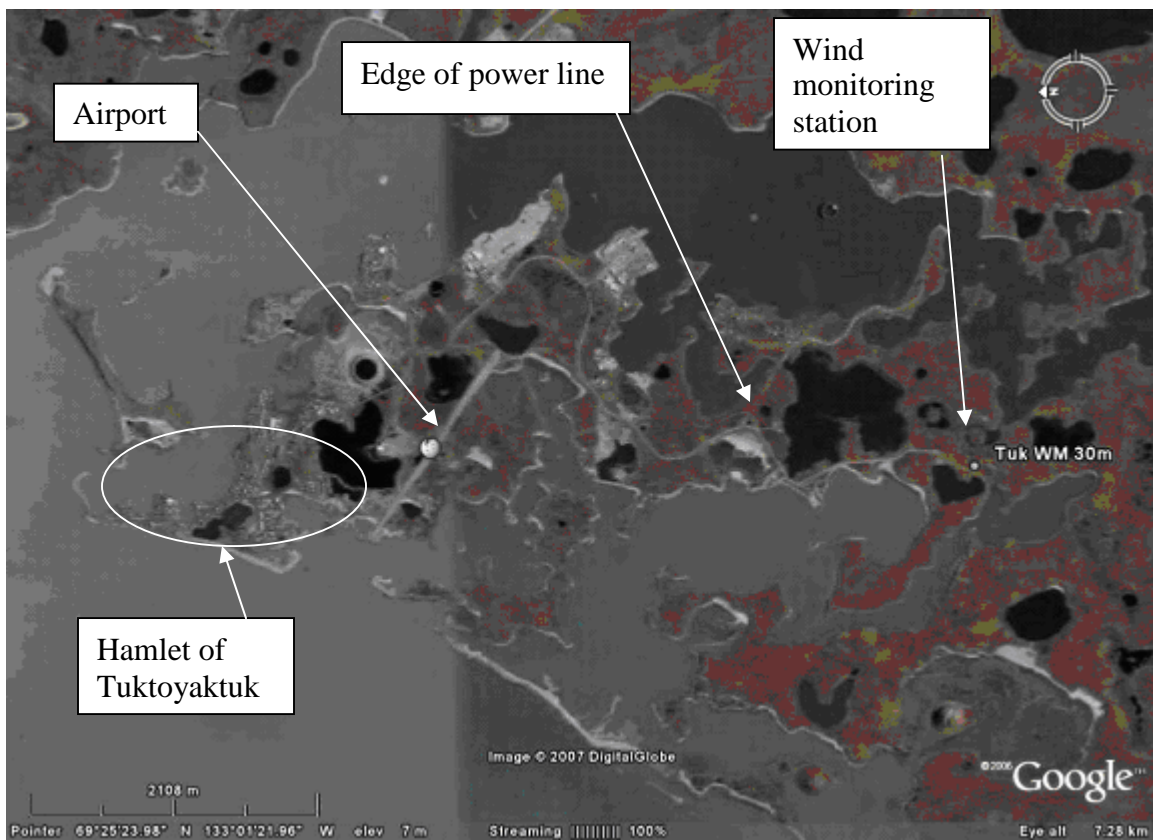 Airport
Edge of power line
Wind
monitoring
station
N
Tuk WM 30m
Hamlet of
Tuktoyaktuk
Image © 2007 DigitalGlobe
©2006 Google™
2108 m
Pointer 69°25'23.98" N 133°01'21.96" W elev 7 m Streaming |||||||||| 100% Eye alt 7.28 km